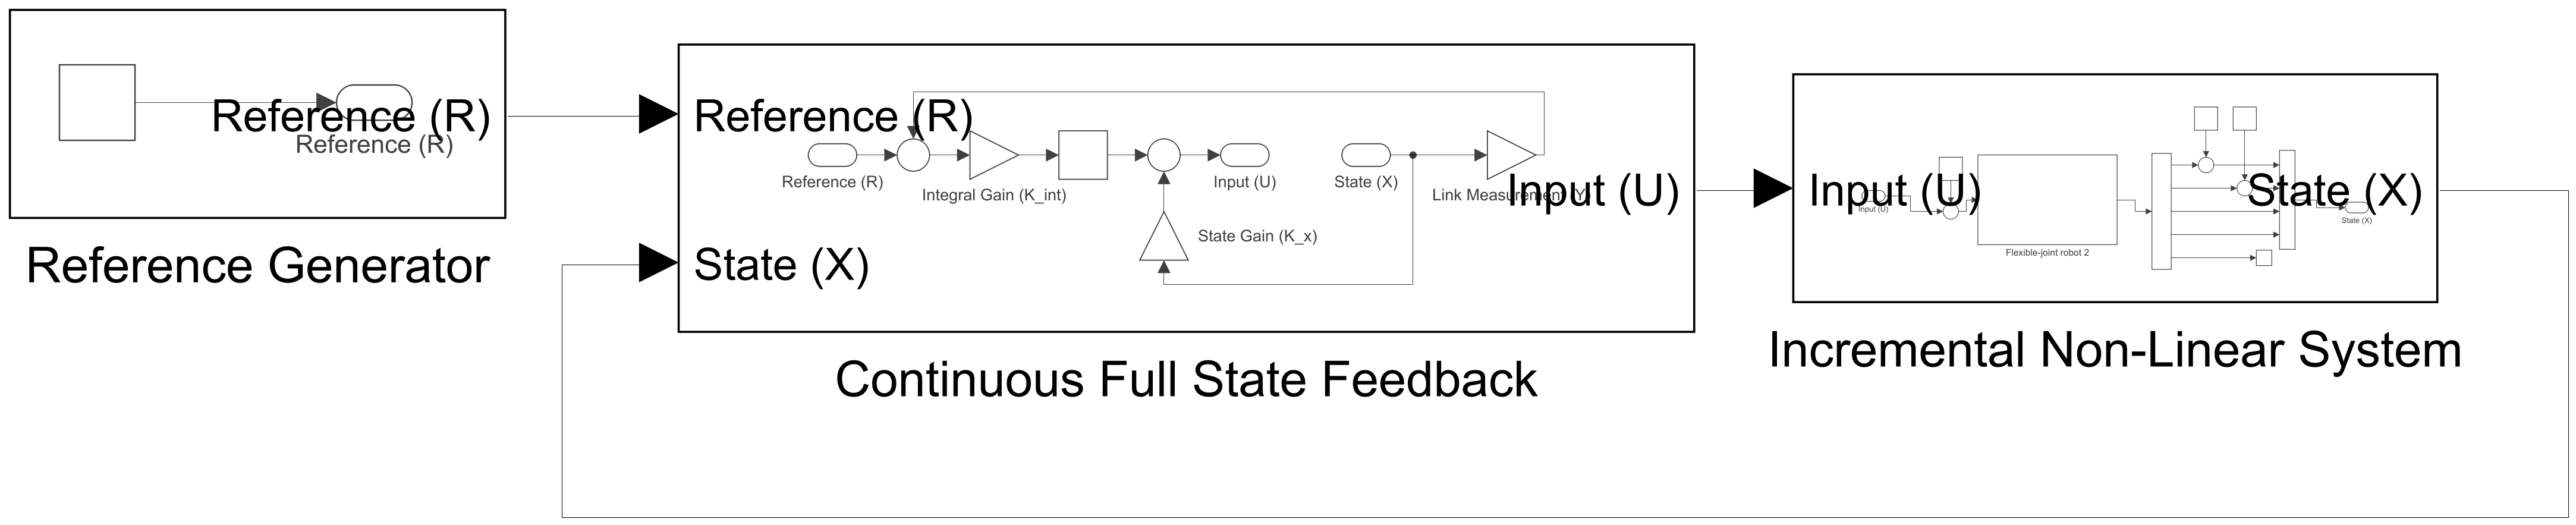 Reference (R)
Reference (R)
Reference Generator
Reference (R)
State (X)
Input (U)
Reference (R)
Integral Gain (K_int)
Input (U)
State (X)
Link Measurement (Y)
State Gain (K_x)
Continuous Full State Feedback
Input (U)
State (X)
Input (U)
Flexible-joint robot 2
State (X)
Incremental Non-Linear System